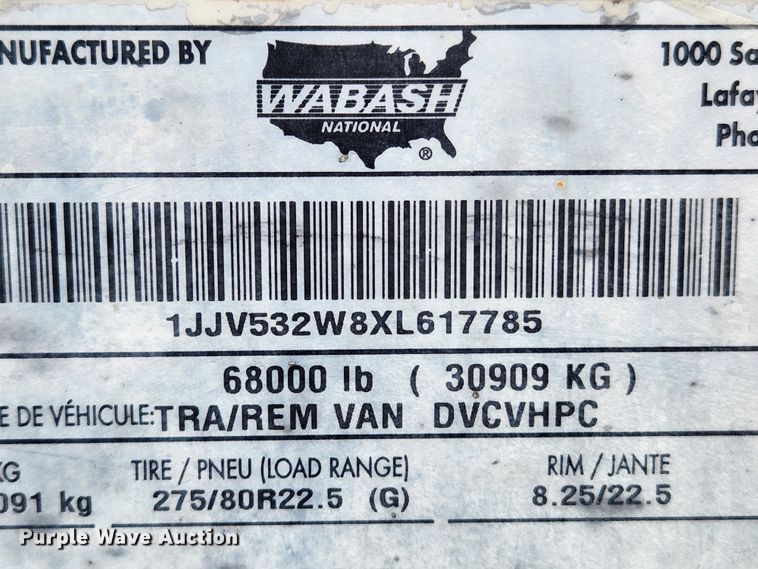 NUFACTURED BY
WABASH
NATIONAL
®
1000 Sa
Lafay
Pho
1JJV532W8XL617785
68000 lb ( 30909 KG )
E DE VÉHICULE: TRA/REM VAN DVCVHPC
KG TIRE / PNEU (LOAD RANGE) RIM / JANTE
091 kg 275/80R22.5 (G) 8.25/22.5
Purple Wave Auction